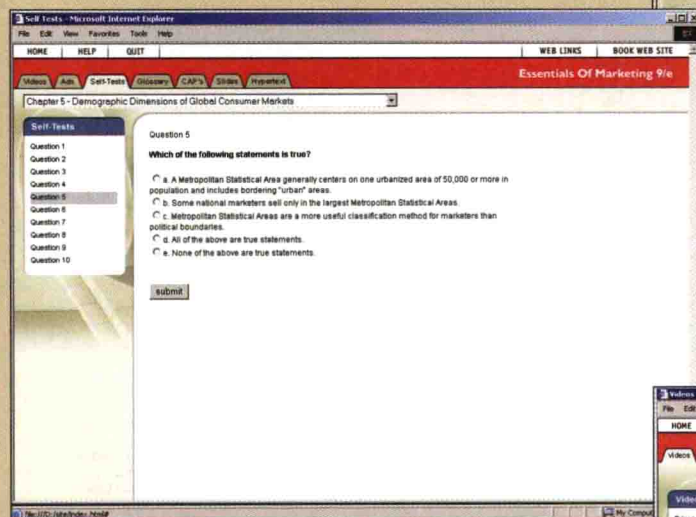 Self Tests - Microsoft Internet Explorer
File Edit View Favorites Tools Help
HOME HELP QUIT WEB LINKS BOOK WEB SITE
Videos Ads Self-Tests Glossary CAP's Slides Hypertext Essentials Of Marketing 9/e
Chapter 5 - Demographic Dimensions of Global Consumer Markets
Self-Tests
Question 1
Question 2
Question 3
Question 4
Question 5
Question 6
Question 7
Question 8
Question 9
Question 10
Question 5
Which of the following statements is true?
a. A Metropolitan Statistical Area generally centers on one urbanized area of 50,000 or more in
population and includes bordering "urban" areas.
b. Some national marketers sell only in the largest Metropolitan Statistical Areas.
c. Metropolitan Statistical Areas are a more useful classification method for marketers than
political boundaries.
d. All of the above are true statements.
e. None of the above are true statements.
submit
My Comput
Videos
File Edit
HOME
Videos